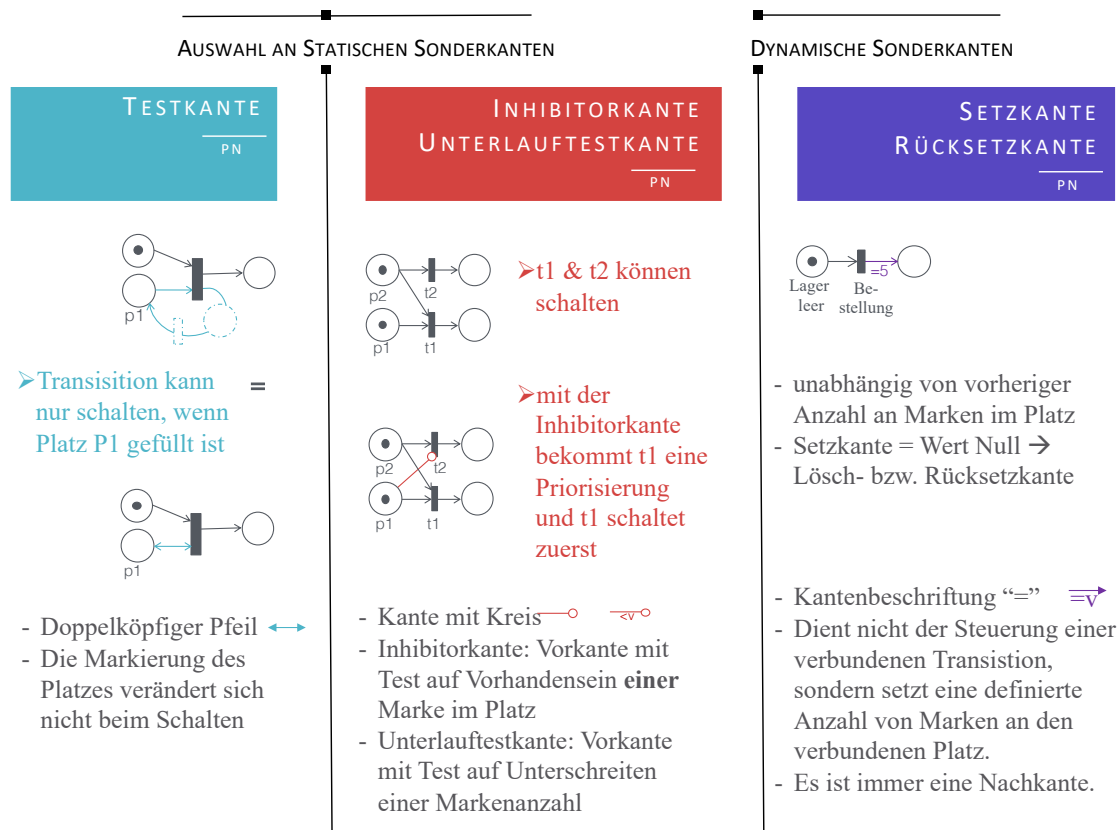 AUSWAHL AN STATISCHEN SONDERKANTEN
DYNAMISCHE SONDERKANTEN
TESTKANTE
PN
p1
➢Transisition kann
nur schalten, wenn
Platz P1 gefüllt ist
=
p1
- Doppelköpfiger Pfeil
- Die Markierung des
Platzes verändert sich
nicht beim Schalten
INHIBITORKANTE
UNTERLAUFTESTKANTE
PN
p2
t2
p1
t1
➢t1 & t2 können
schalten
p2
t2
p1
t1
➢mit der
Inhibitorkante
bekommt t1 eine
Priorisierung
und t1 schaltet
zuerst
- Kante mit Kreis
<v
- Inhibitorkante: Vorkante mit
Test auf Vorhandensein einer
Marke im Platz
- Unterlauftestkante: Vorkante
mit Test auf Unterschreiten
einer Markenanzahl
SETZKANTE
RÜCKSETZKANTE
PN
=5
Lager
leer
Be-
stellung
- unabhängig von vorheriger
Anzahl an Marken im Platz
- Setzkante = Wert Null →
Lösch- bzw. Rücksetzkante
- Kantenbeschriftung “=”
=v
- Dient nicht der Steuerung einer
verbundenen Transistion,
sondern setzt eine definierte
Anzahl von Marken an den
verbundenen Platz.
- Es ist immer eine Nachkante.